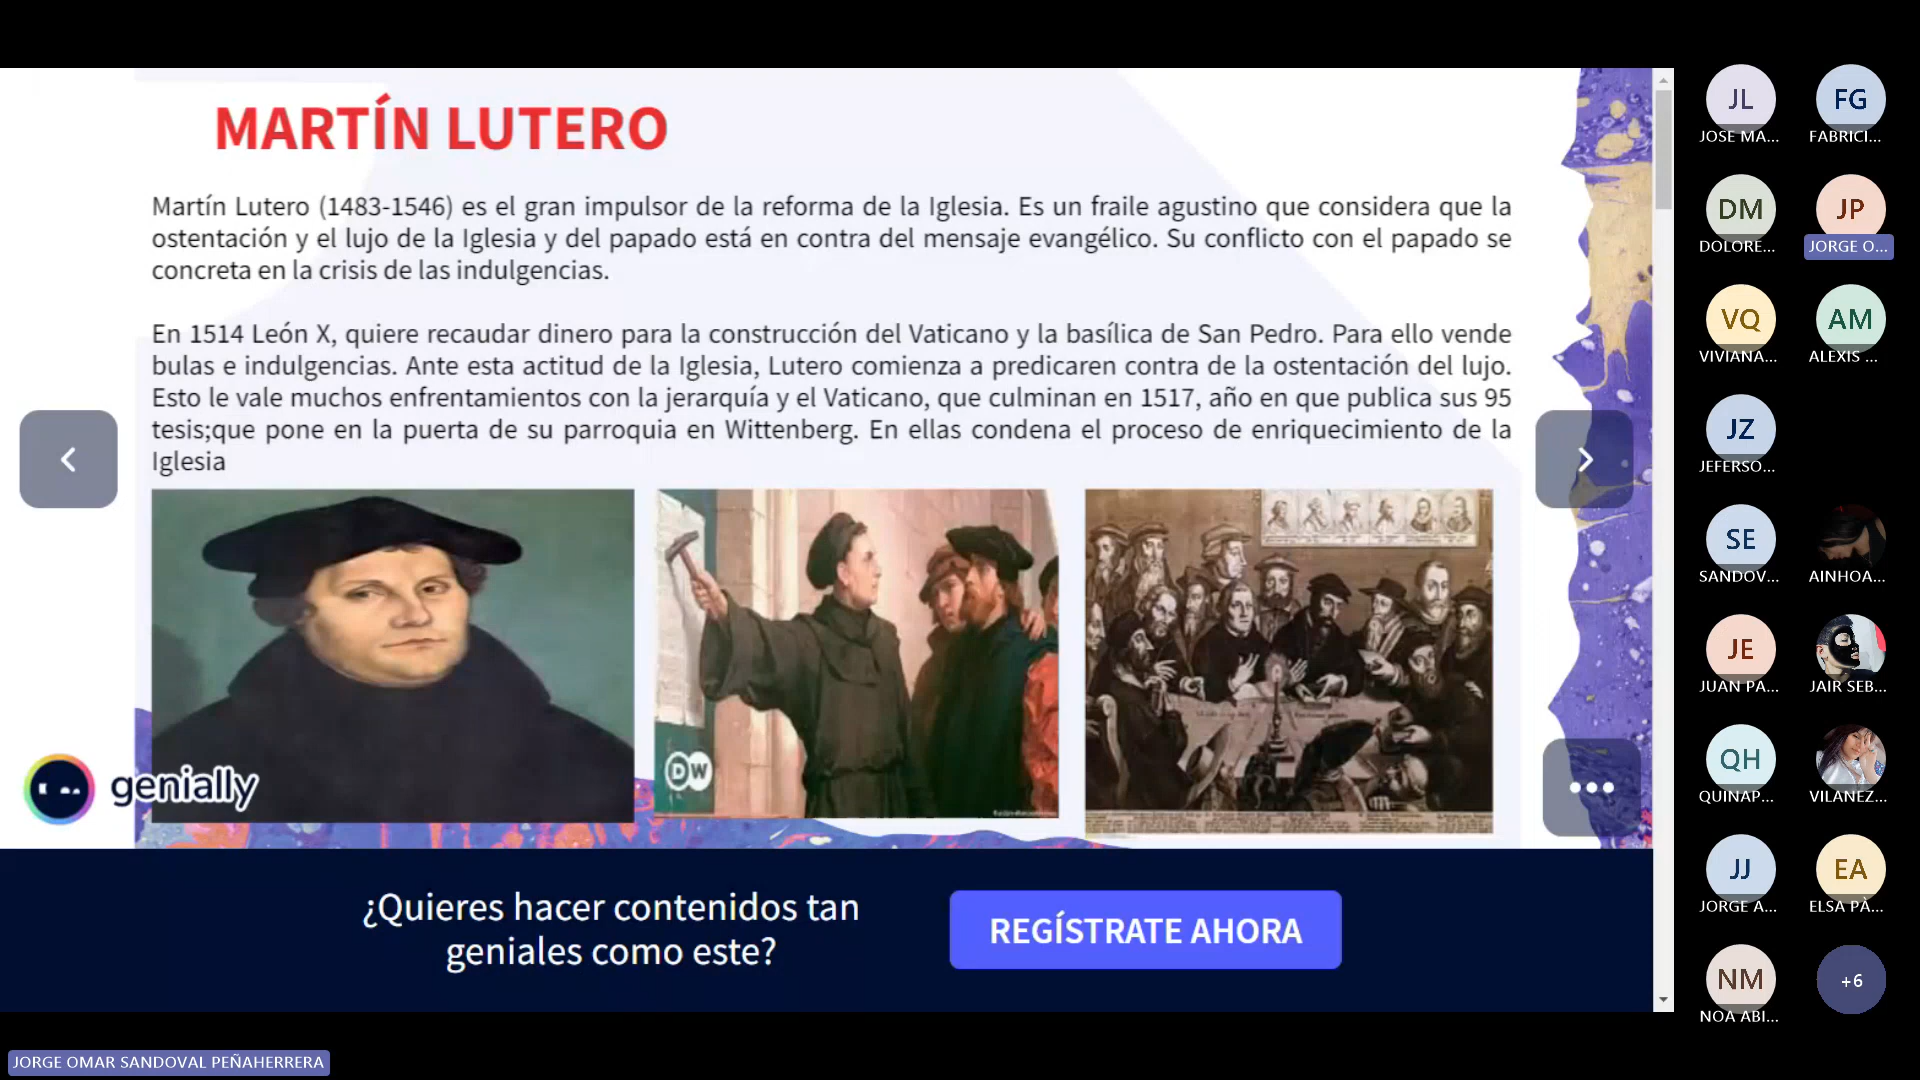 MARTÍN LUTERO
Martín Lutero (1483-1546) es el gran impulsor de la reforma de la Iglesia. Es un fraile agustino que considera que la
ostentación y el lujo de la Iglesia y del papado está en contra del mensaje evangélico. Su conflicto con el papado se
concreta en la crisis de las indulgencias.
En 1514 León X, quiere recaudar dinero para la construcción del Vaticano y la basílica de San Pedro. Para ello vende
bulas e indulgencias. Ante esta actitud de la Iglesia, Lutero comienza a predicaren contra de la ostentación del lujo.
Esto le vale muchos enfrentamientos con la jerarquía y el Vaticano, que culminan en 1517, año en que publica sus 95
tesis;que pone en la puerta de su parroquia en Wittenberg. En ellas condena el proceso de enriquecimiento de la
Iglesia
DW
genially
¿Quieres hacer contenidos tan
geniales como este?
REGÍSTRATE AHORA
JORGE OMAR SANDOVAL PEÑAHERRERA
JL FG
JOSE MA... FABRICI...
DM JP
DOLORE... JORGE O...
VQ AM
VIVIANA... ALEXIS ...
JZ
JEFERSO...
SE
SANDOV... AINHOA...
JE
JUAN PA... JAIR SEB...
QH
QUINAP... VILAÑEZ...
JJ EA
JORGE A... ELSA PÀ...
NM +6
NOA ABI...